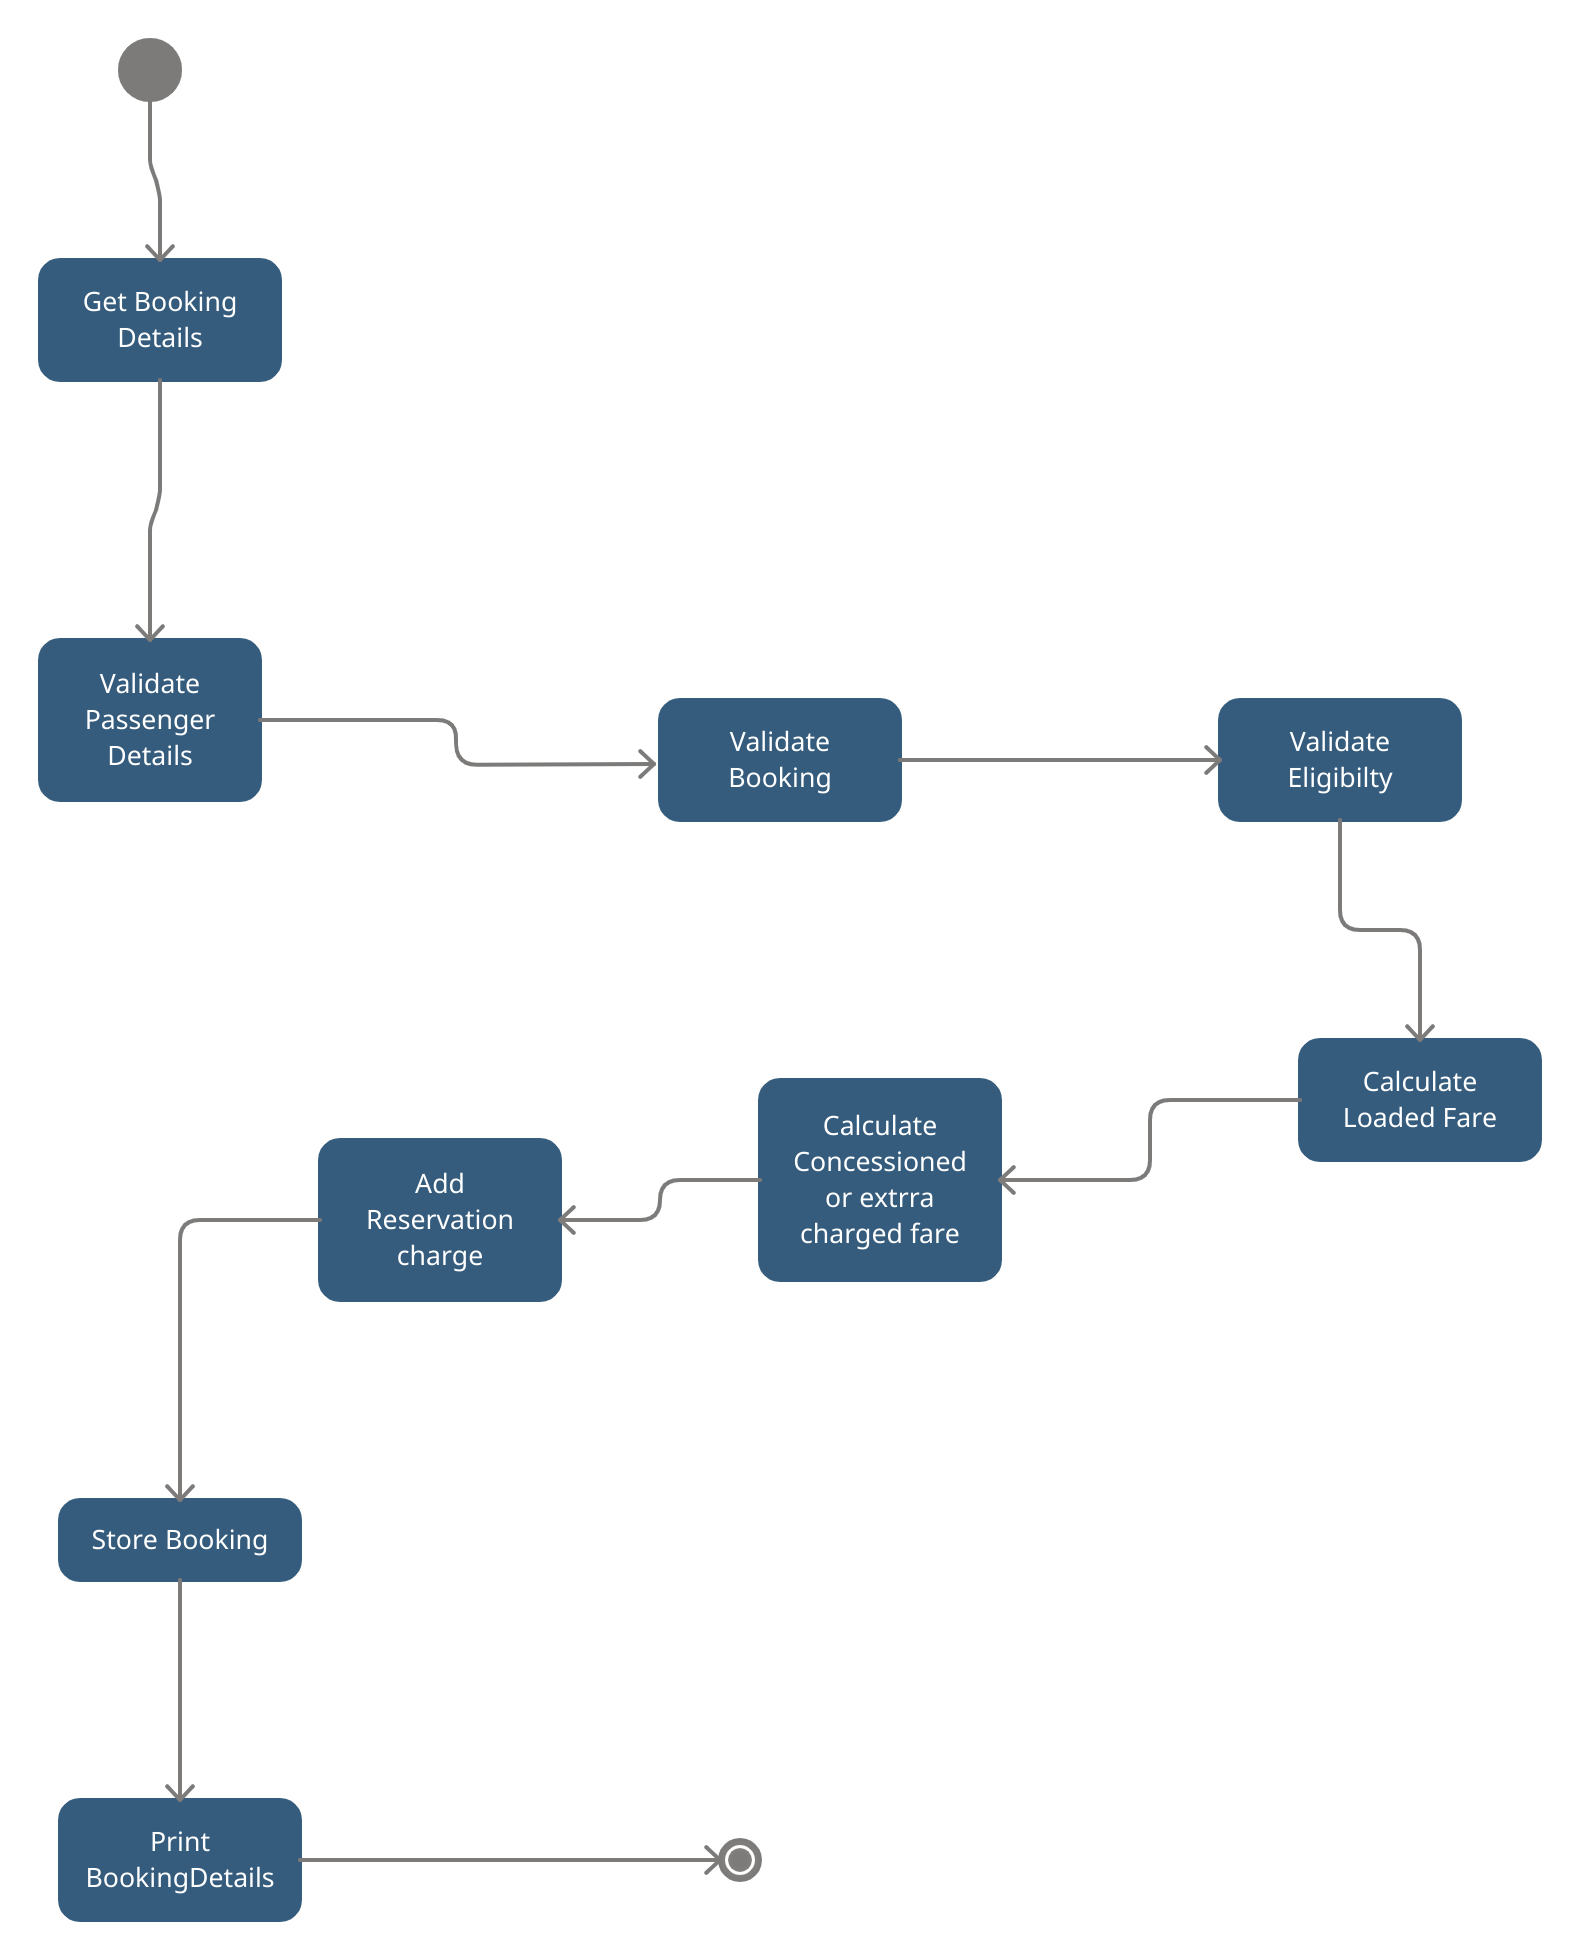 Get Booking
Details
Validate
Passenger
Details
Validate
Booking
Validate
Eligibilty
Calculate
Loaded Fare
Calculate
Concessioned
or extrra
charged fare
Add
Reservation
charge
Store Booking
Print
BookingDetails